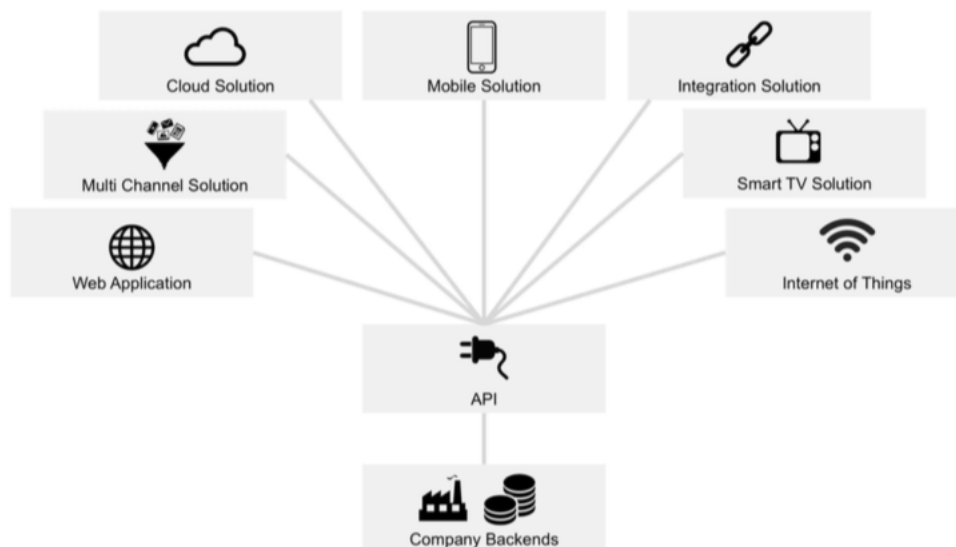 Cloud Solution
Mobile Solution
Integration Solution
Multi Channel Solution
Smart TV Solution
Web Application
Internet of Things
API
Company Backends